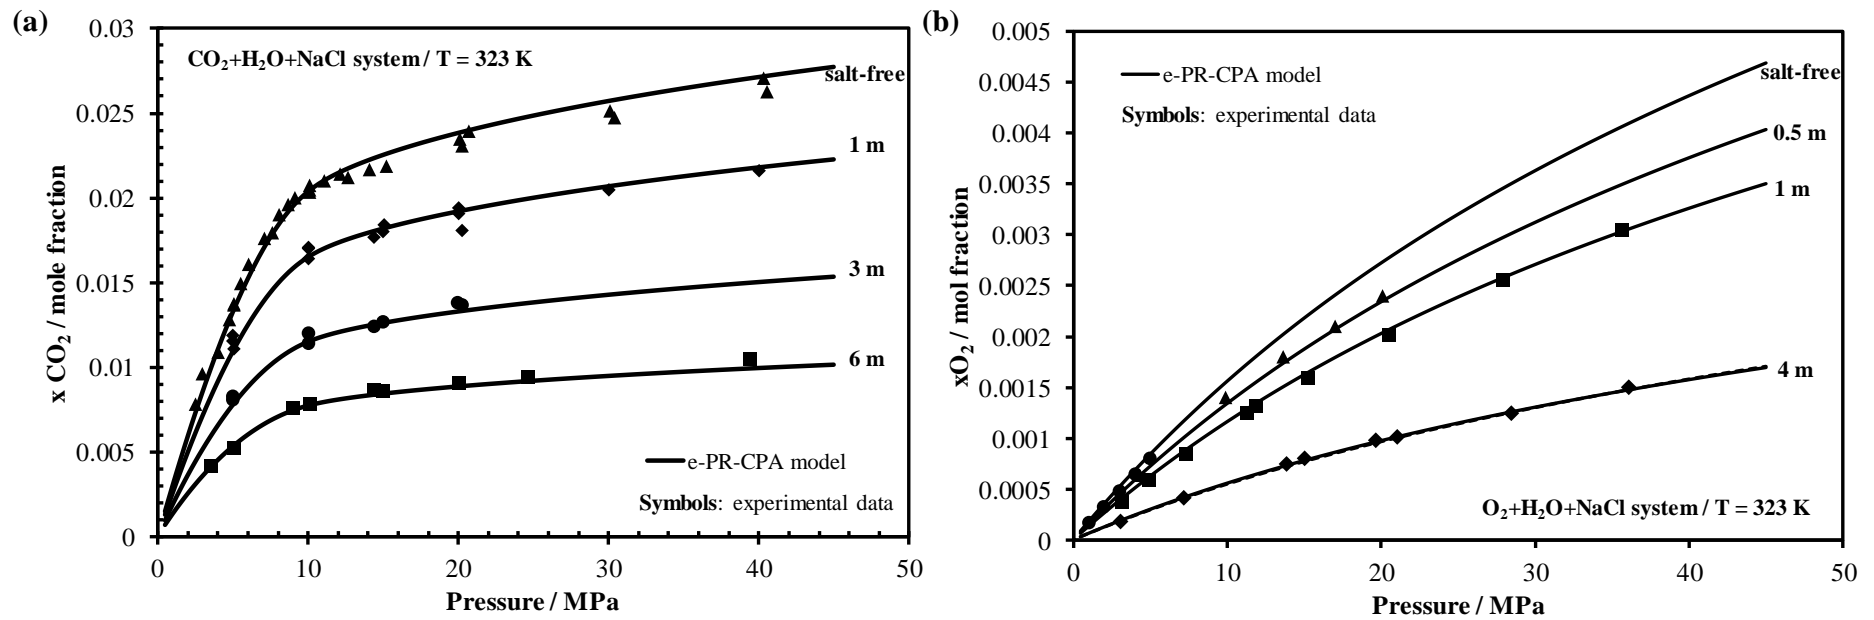 (a)
0.03
0.025
0.02
0.015
0.01
0.005
0
x CO₂ / mole fraction
CO₂+H₂O+NaCl system / T = 323 K
salt-free
1 m
3 m
6 m
e-PR-CPA model
Symbols: experimental data
0 10 20 30 40 50
Pressure / MPa
(b)
0.005
0.0045
0.004
0.0035
0.003
0.0025
0.002
0.0015
0.001
0.0005
0
xO₂ / mol fraction
e-PR-CPA model
Symbols: experimental data
salt-free
0.5 m
1 m
4 m
O₂+H₂O+NaCl system / T = 323 K
0 10 20 30 40 50
Pressure / MPa